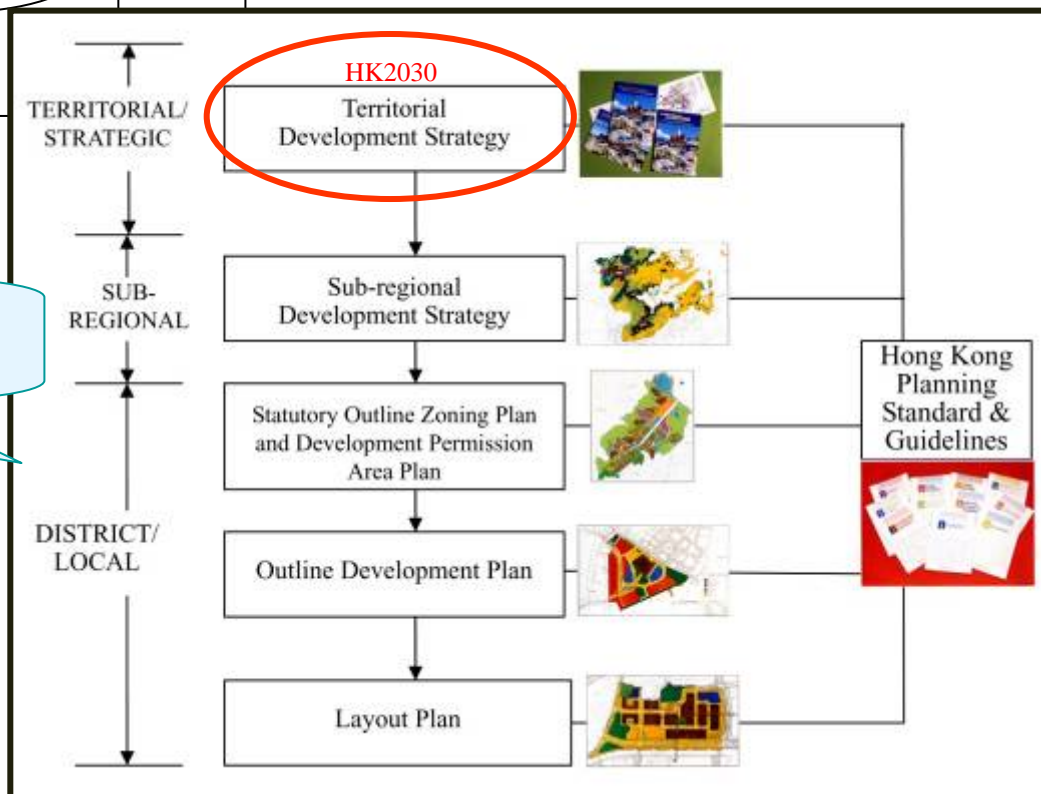 HK2030
TERRITORIAL/
STRATEGIC
Territorial
Development Strategy
SUB-
REGIONAL
Sub-regional
Development Strategy
Hong Kong
Planning
Standard &
Guidelines
Statutory Outline Zoning Plan
and Development Permission
Area Plan
DISTRICT/
LOCAL
Outline Development Plan
Layout Plan